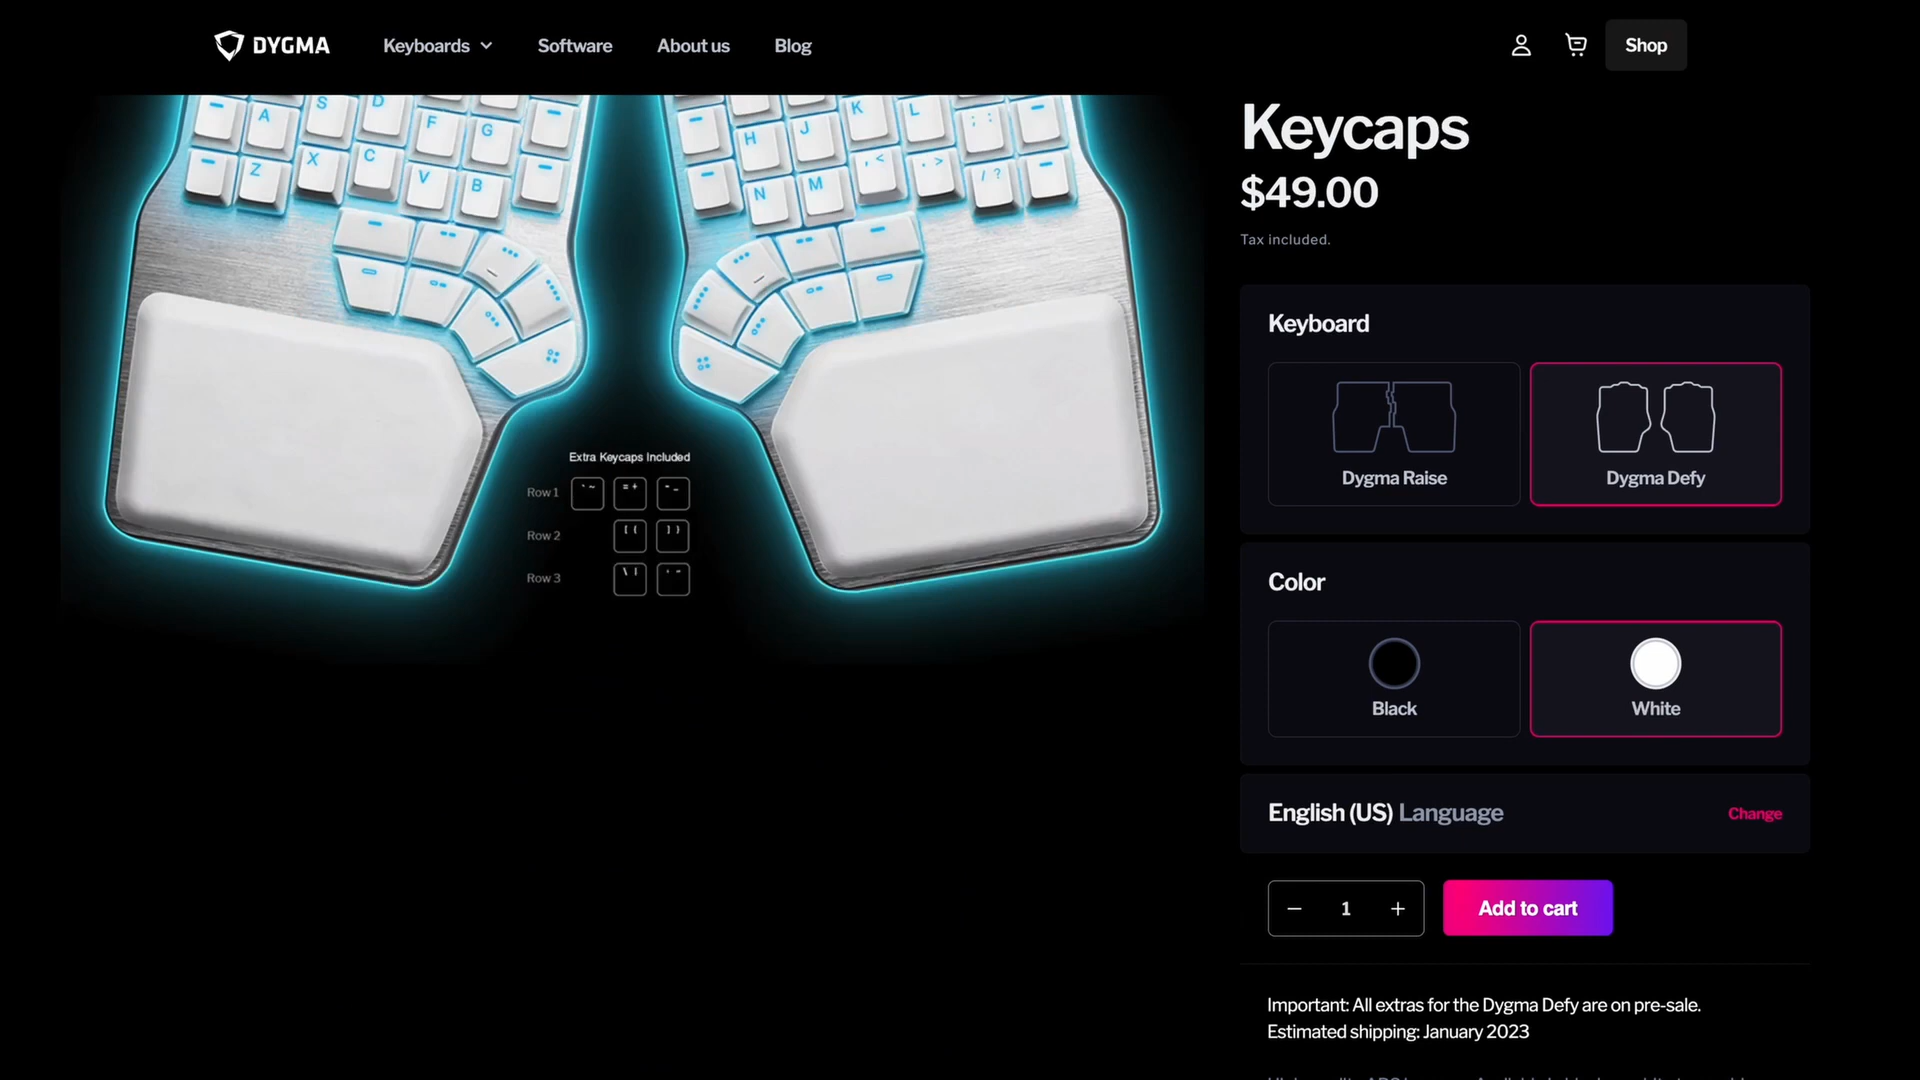 DYGMA
Keyboards
Software
About us
Blog
Shop
S D
A F G
Z X C V B
K L
H J ; :
N M , < . > / ?
Extra Keycaps Included
Row 1 ` ~ = + - _
Row 2 [ { ] }
Row 3 \ | ' "
Keycaps
$49.00
Tax included.
Keyboard
Dygma Raise
Dygma Defy
Color
Black
White
English (US) Language
Change
− 1 +
Add to cart
Important: All extras for the Dygma Defy are on pre-sale.
Estimated shipping: January 2023